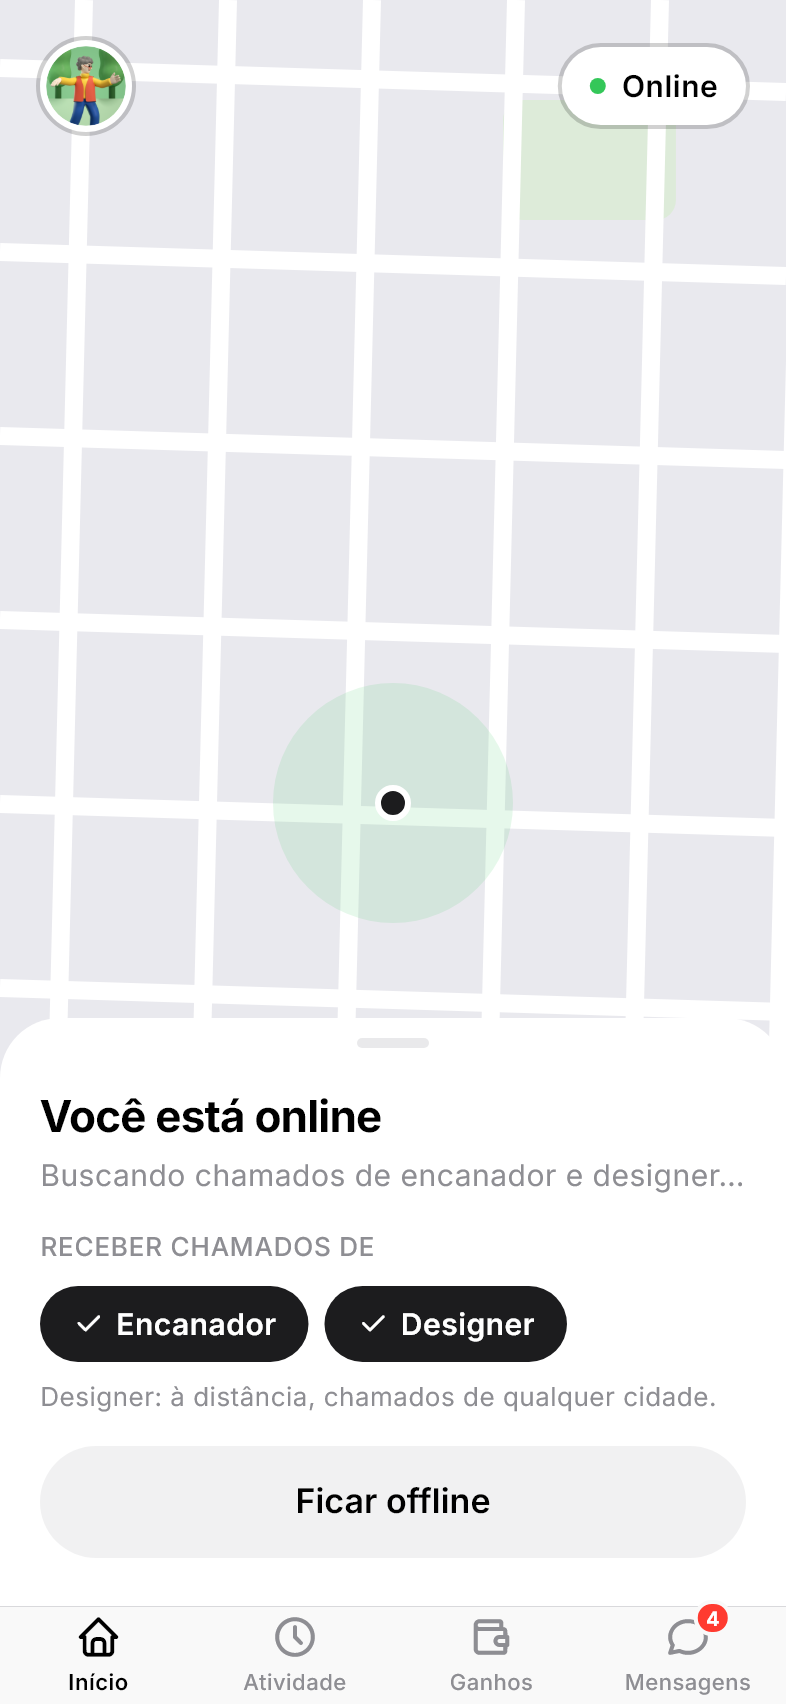 Online
Você está online
Buscando chamados de encanador e designer...
RECEBER CHAMADOS DE
Encanador
Designer
Designer: à distância, chamados de qualquer cidade.
Ficar offline
4
Início
Atividade
Ganhos
Mensagens